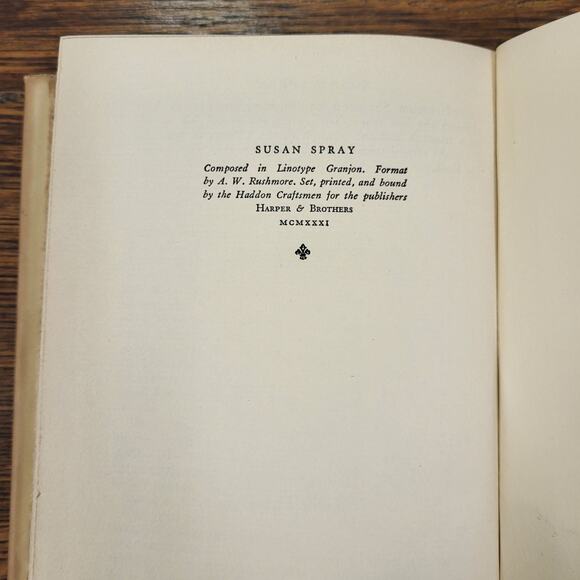 SUSAN SPRAY
Composed in Linotype Granjon. Format
by A. W. Rushmore. Set, printed, and bound
by the Haddon Craftsmen for the publishers
Harper & Brothers
MCMXXXI